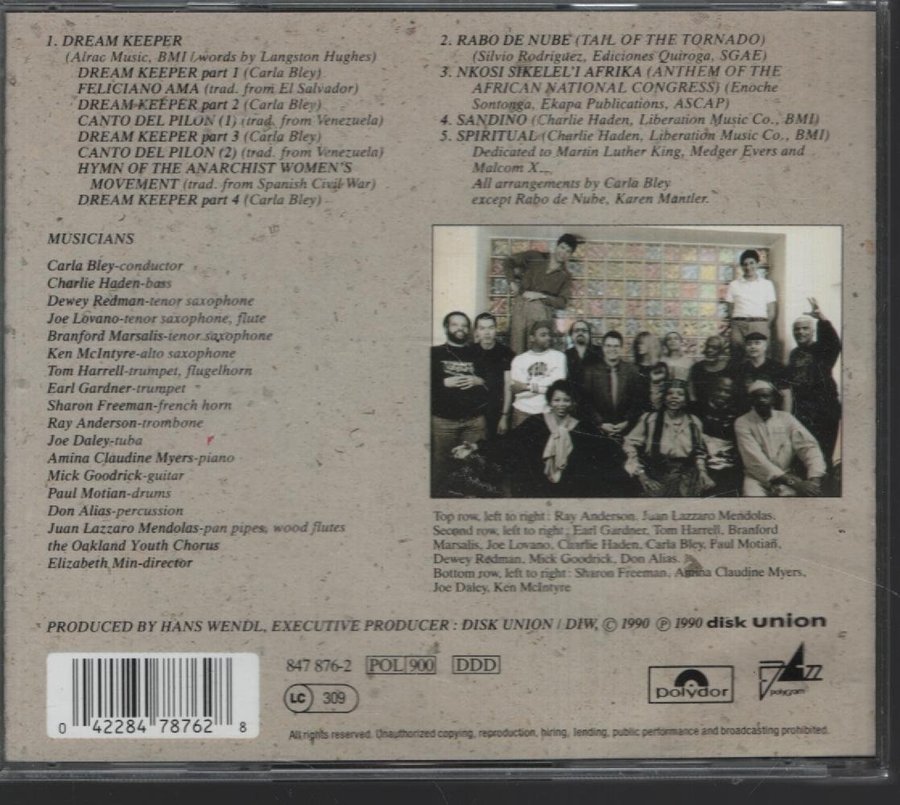 1. DREAM KEEPER
(Alrac Music, BMI / words by Langston Hughes)
DREAM KEEPER part 1 (Carla Bley)
FELICIANO AMA (trad. from El Salvador)
DREAM KEEPER part 2 (Carla Bley)
CANTO DEL PILON (1) (trad. from Venezuela)
DREAM KEEPER part 3 (Carla Bley)
CANTO DEL PILON (2) (trad. from Venezuela)
HYMN OF THE ANARCHIST WOMEN'S
MOVEMENT (trad. from Spanish Civil War)
DREAM KEEPER part 4 (Carla Bley)
2. RABO DE NUBE (TAIL OF THE TORNADO)
(Silvio Rodriguez, Ediciones Quiroga, SGAE)
3. NKOSI SIKELEL'I AFRIKA (ANTHEM OF THE
AFRICAN NATIONAL CONGRESS) (Enoche
Sontonga, Ekapa Publications, ASCAP)
4. SANDINO (Charlie Haden, Liberation Music Co., BMI)
5. SPIRITUAL (Charlie Haden, Liberation Music Co., BMI)
Dedicated to Martin Luther King, Medger Evers and
Malcom X.
All arrangements by Carla Bley
except Rabo de Nube, Karen Mantler.
MUSICIANS
Carla Bley-conductor
Charlie Haden-bass
Dewey Redman-tenor saxophone
Joe Lovano-tenor saxophone, flute
Branford Marsalis-tenor saxophone
Ken McIntyre-alto saxophone
Tom Harrell-trumpet, flugelhorn
Earl Gardner-trumpet
Sharon Freeman-french horn
Ray Anderson-trombone
Joe Daley-tuba
Amina Claudine Myers-piano
Mick Goodrick-guitar
Paul Motian-drums
Don Alias-percussion
Juan Lazzaro Mendolas-pan pipes, wood flutes
the Oakland Youth Chorus
Elizabeth Min-director
Top row, left to right : Ray Anderson, Juan Lazzaro Mendolas,
Second row, left to right : Earl Gardner, Tom Harrell, Branford
Marsalis, Joe Lovano, Charlie Haden, Carla Bley, Paul Motian,
Dewey Redman, Mick Goodrick, Don Alias.
Bottom row, left to right : Sharon Freeman, Amina Claudine Myers,
Joe Daley, Ken McIntyre
PRODUCED BY HANS WENDL, EXECUTIVE PRODUCER : DISK UNION / DIW, © 1990 ℗ 1990 disk union
847 876-2 POL 900 DDD
LC 309
polydor
JAZZ
polygram
0 42284 78762 8
All rights reserved. Unauthorized copying, reproduction, hiring, lending, public performance and broadcasting prohibited.